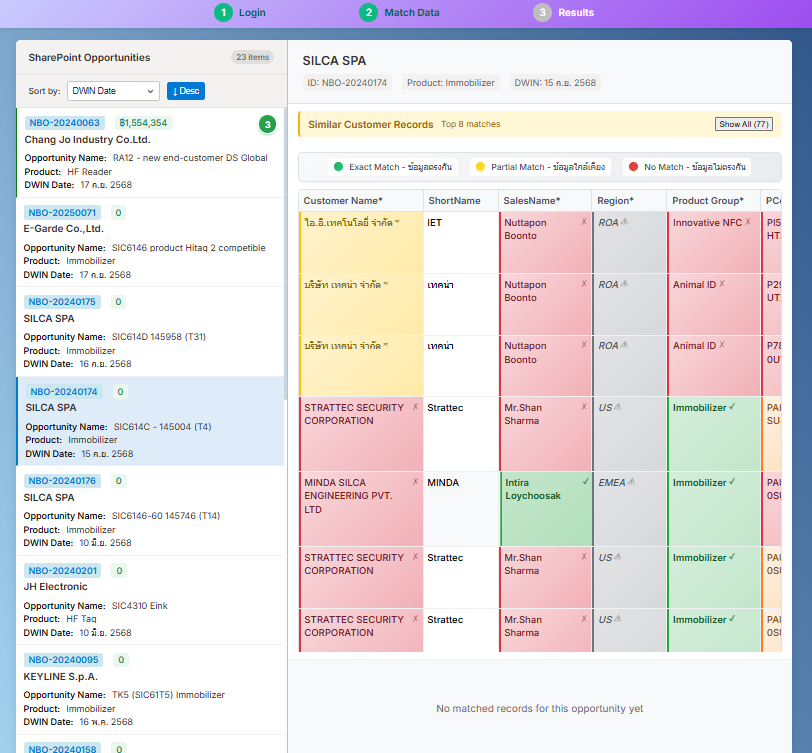 1 Login
2 Match Data
3 Results
SharePoint Opportunities
23 items
Sort by:
DWIN Date
↓ Desc
NBO-20240063
฿1,554,354
3
Chang Jo Industry Co.Ltd.
Opportunity Name: RA12 - new end-customer DS Global
Product: HF Reader
DWIN Date: 17 ก.ย. 2568
NBO-20250071
0
E-Garde Co.,Ltd.
Opportunity Name: SIC6146 product Hitag 2 competible
Product: Immobilizer
DWIN Date: 17 ก.ย. 2568
NBO-20240175
0
SILCA SPA
Opportunity Name: SIC614D 145958 (T31)
Product: Immobilizer
DWIN Date: 16 ก.ย. 2568
NBO-20240174
0
SILCA SPA
Opportunity Name: SIC614C - 145004 (T4)
Product: Immobilizer
DWIN Date: 15 ก.ย. 2568
NBO-20240176
0
SILCA SPA
Opportunity Name: SIC6146-60 145746 (T14)
Product: Immobilizer
DWIN Date: 10 มิ.ย. 2568
NBO-20240201
0
JH Electronic
Opportunity Name: SIC4310 Eink
Product: HF Tag
DWIN Date: 10 มิ.ย. 2568
NBO-20240095
0
KEYLINE S.p.A.
Opportunity Name: TK5 (SIC61T5) Immobilizer
Product: Immobilizer
DWIN Date: 16 พ.ค. 2568
NBO-20240158
0
SILCA SPA
ID: NBO-20240174
Product: Immobilizer
DWIN: 15 ก.ย. 2568
Similar Customer Records Top 8 matches
Show All (77)
Exact Match - ข้อมูลตรงกัน
Partial Match - ข้อมูลใกล้เคียง
No Match - ข้อมูลไม่ตรงกัน
Customer Name* ShortName SalesName* Region* Product Group* PC
ไอ.อี.เทคโนโลยี่ จำกัด ~ IET Nuttapon Boonto ✗ ROA ⚠ Innovative NFC ✗ PI5
HT
บริษัท เทคน่า จำกัด ~ เทคน่า Nuttapon Boonto ✗ ROA ⚠ Animal ID ✗ P29
UT
บริษัท เทคน่า จำกัด ~ เทคน่า Nuttapon Boonto ✗ ROA ⚠ Animal ID ✗ P78
0U
STRATTEC SECURITY CORPORATION ✗ Strattec Mr.Shan Sharma ✗ US ⚠ Immobilizer ✓ PA
SU
MINDA SILCA ENGINEERING PVT. LTD ✗ MINDA Intira Loychoosak ✓ EMEA ⚠ Immobilizer ✓ PAU
0S
STRATTEC SECURITY CORPORATION ✗ Strattec Mr.Shan Sharma ✗ US ⚠ Immobilizer ✓ PAU
0S
STRATTEC SECURITY CORPORATION ✗ Strattec Mr.Shan Sharma ✗ US ⚠ Immobilizer ✓ PAU
0S
No matched records for this opportunity yet